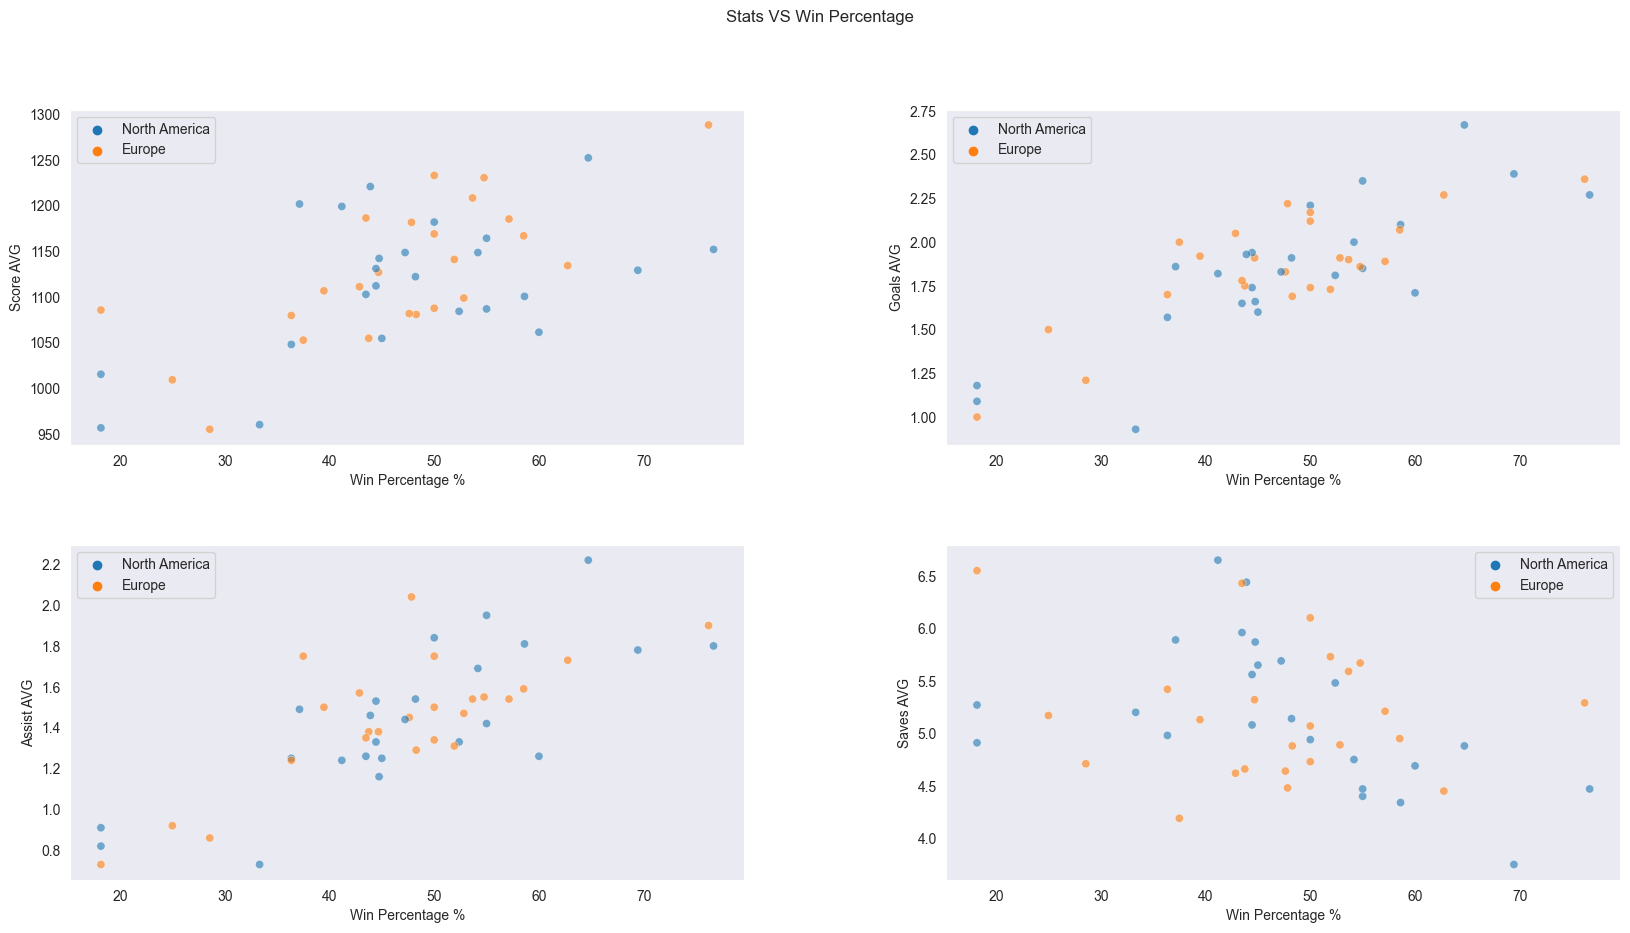 Stats VS Win Percentage
1300
1250
1200
1150
1100
1050
1000
950
Score AVG
North America
Europe
20 30 40 50 60 70
Win Percentage %
2.75
2.50
2.25
2.00
1.75
1.50
1.25
1.00
Goals AVG
North America
Europe
20 30 40 50 60 70
Win Percentage %
2.2
2.0
1.8
1.6
1.4
1.2
1.0
0.8
Assist AVG
North America
Europe
20 30 40 50 60 70
Win Percentage %
6.5
6.0
5.5
5.0
4.5
4.0
Saves AVG
North America
Europe
20 30 40 50 60 70
Win Percentage %